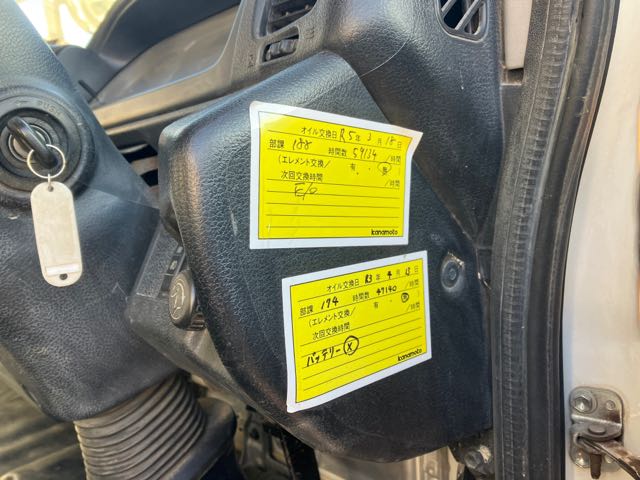 オイル交換日 R5年 3月 18日
部課 188 時間数 59134 /時間
(エレメント交換/ 有・無)
次回交換時間 /時間
E/O
kanamoto
オイル交換日 R3年 4月 13日
部課 174 時間数 47140 /時間
(エレメント交換/ 有・無)
次回交換時間 /時間
バッテリー
kanamoto